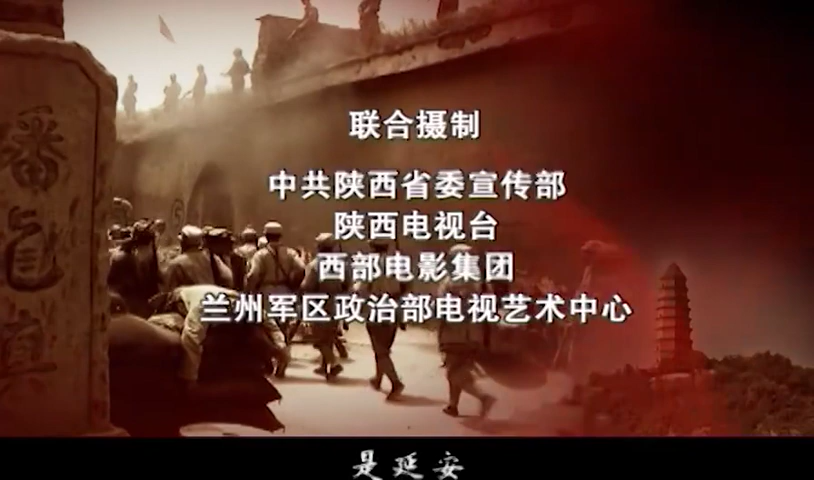 联合摄制
中共陕西省委宣传部
陕西电视台
西部电影集团
兰州军区政治部电视艺术中心
是延安